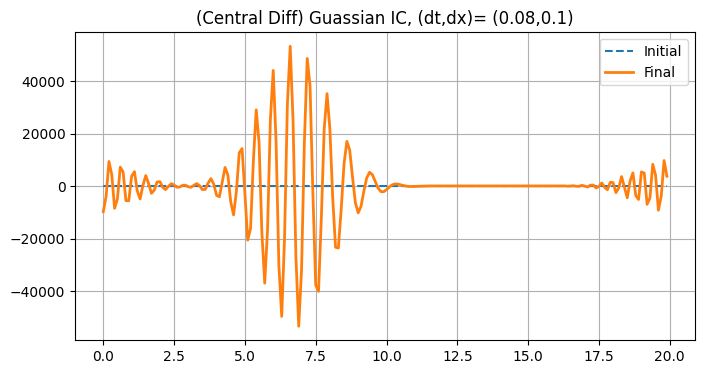 (Central Diff) Guassian IC, (dt,dx)= (0.08,0.1)
Initial
Final
40000
20000
0
−20000
−40000
0.0 2.5 5.0 7.5 10.0 12.5 15.0 17.5 20.0